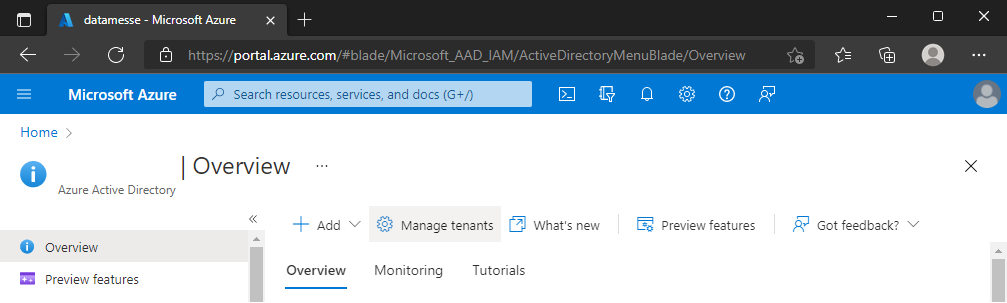 datamesse - Microsoft Azure
https://portal.azure.com/#blade/Microsoft_AAD_IAM/ActiveDirectoryMenuBlade/Overview
Microsoft Azure Search resources, services, and docs (G+/)
Home
| Overview ...
Azure Active Directory
Add Manage tenants What's new Preview features Got feedback?
Overview
Preview features
Overview Monitoring Tutorials